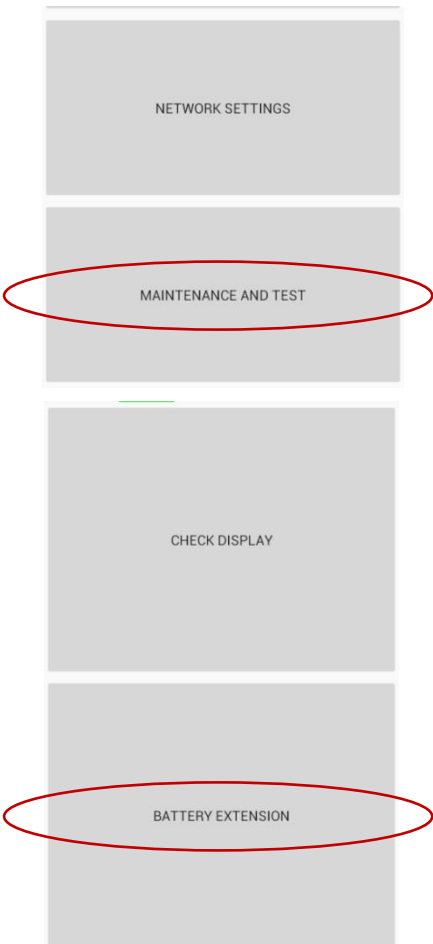 NETWORK SETTINGS
MAINTENANCE AND TEST
CHECK DISPLAY
BATTERY EXTENSION